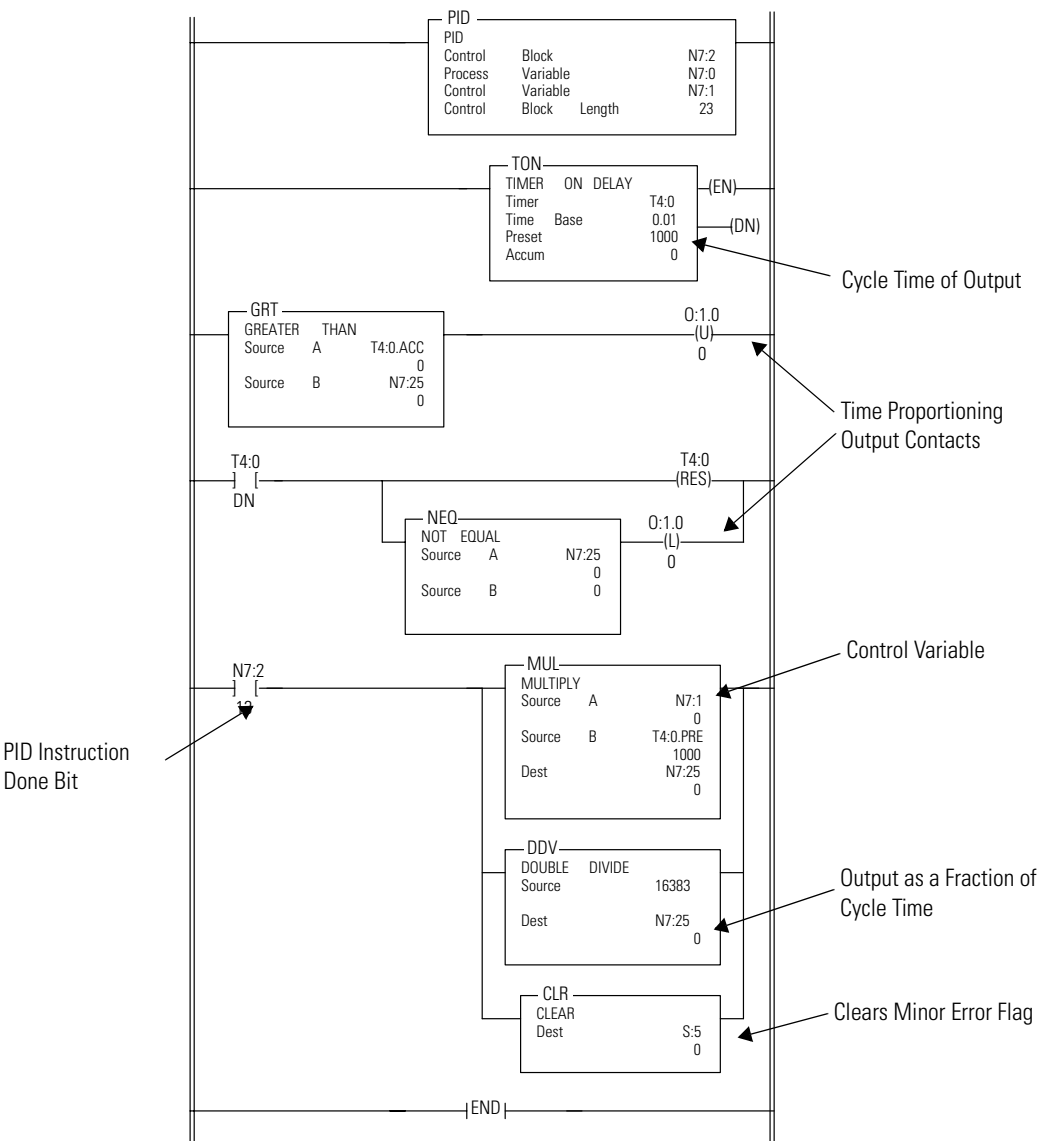 PID
PID
Control Block N7:2
Process Variable N7:0
Control Variable N7:1
Control Block Length 23
TON
TIMER ON DELAY
(EN)
Timer T4:0
Time Base 0.01
(DN)
Preset 1000
Accum 0
Cycle Time of Output
GRT
GREATER THAN
Source A T4:0.ACC
0
Source B N7:25
0
O:1.0
(U)
0
Time Proportioning
Output Contacts
T4:0
] [
DN
T4:0
(RES)
NEQ
NOT EQUAL
Source A N7:25
0
Source B 0
O:1.0
(L)
0
N7:2
] [
13
PID Instruction
Done Bit
MUL
MULTIPLY
Source A N7:1
0
Source B T4:0.PRE
1000
Dest N7:25
0
Control Variable
DDV
DOUBLE DIVIDE
Source 16383
Dest N7:25
0
Output as a Fraction of
Cycle Time
CLR
CLEAR
Dest S:5
0
Clears Minor Error Flag
END